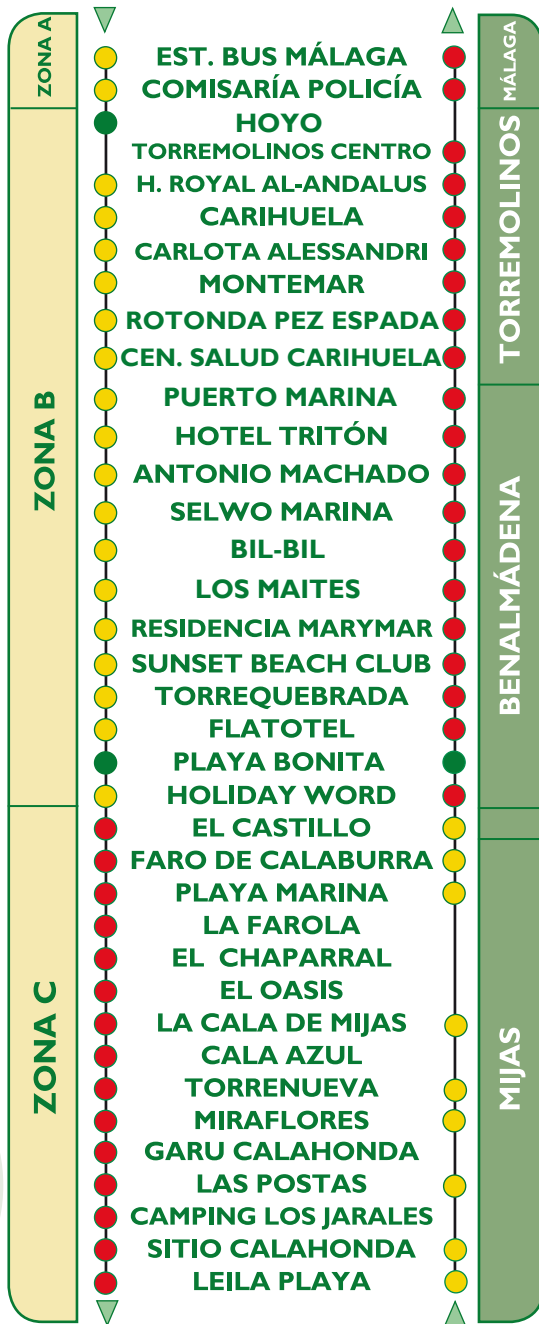 ZONA A
MÁLAGA
EST. BUS MÁLAGA
COMISARÍA POLICÍA
ZONA B
TORREMOLINOS
HOYO
TORREMOLINOS CENTRO
H. ROYAL AL-ANDALUS
CARIHUELA
CARLOTA ALESSANDRI
MONTEMAR
ROTONDA PEZ ESPADA
CEN. SALUD CARIHUELA
BENALMÁDENA
PUERTO MARINA
HOTEL TRITÓN
ANTONIO MACHADO
SELWO MARINA
BIL-BIL
LOS MAITES
RESIDENCIA MARYMAR
SUNSET BEACH CLUB
TORREQUEBRADA
FLATOTEL
PLAYA BONITA
HOLIDAY WORD
ZONA C
EL CASTILLO
MIJAS
FARO DE CALABURRA
PLAYA MARINA
LA FAROLA
EL CHAPARRAL
EL OASIS
LA CALA DE MIJAS
CALA AZUL
TORRENUEVA
MIRAFLORES
GARU CALAHONDA
LAS POSTAS
CAMPING LOS JARALES
SITIO CALAHONDA
LEILA PLAYA